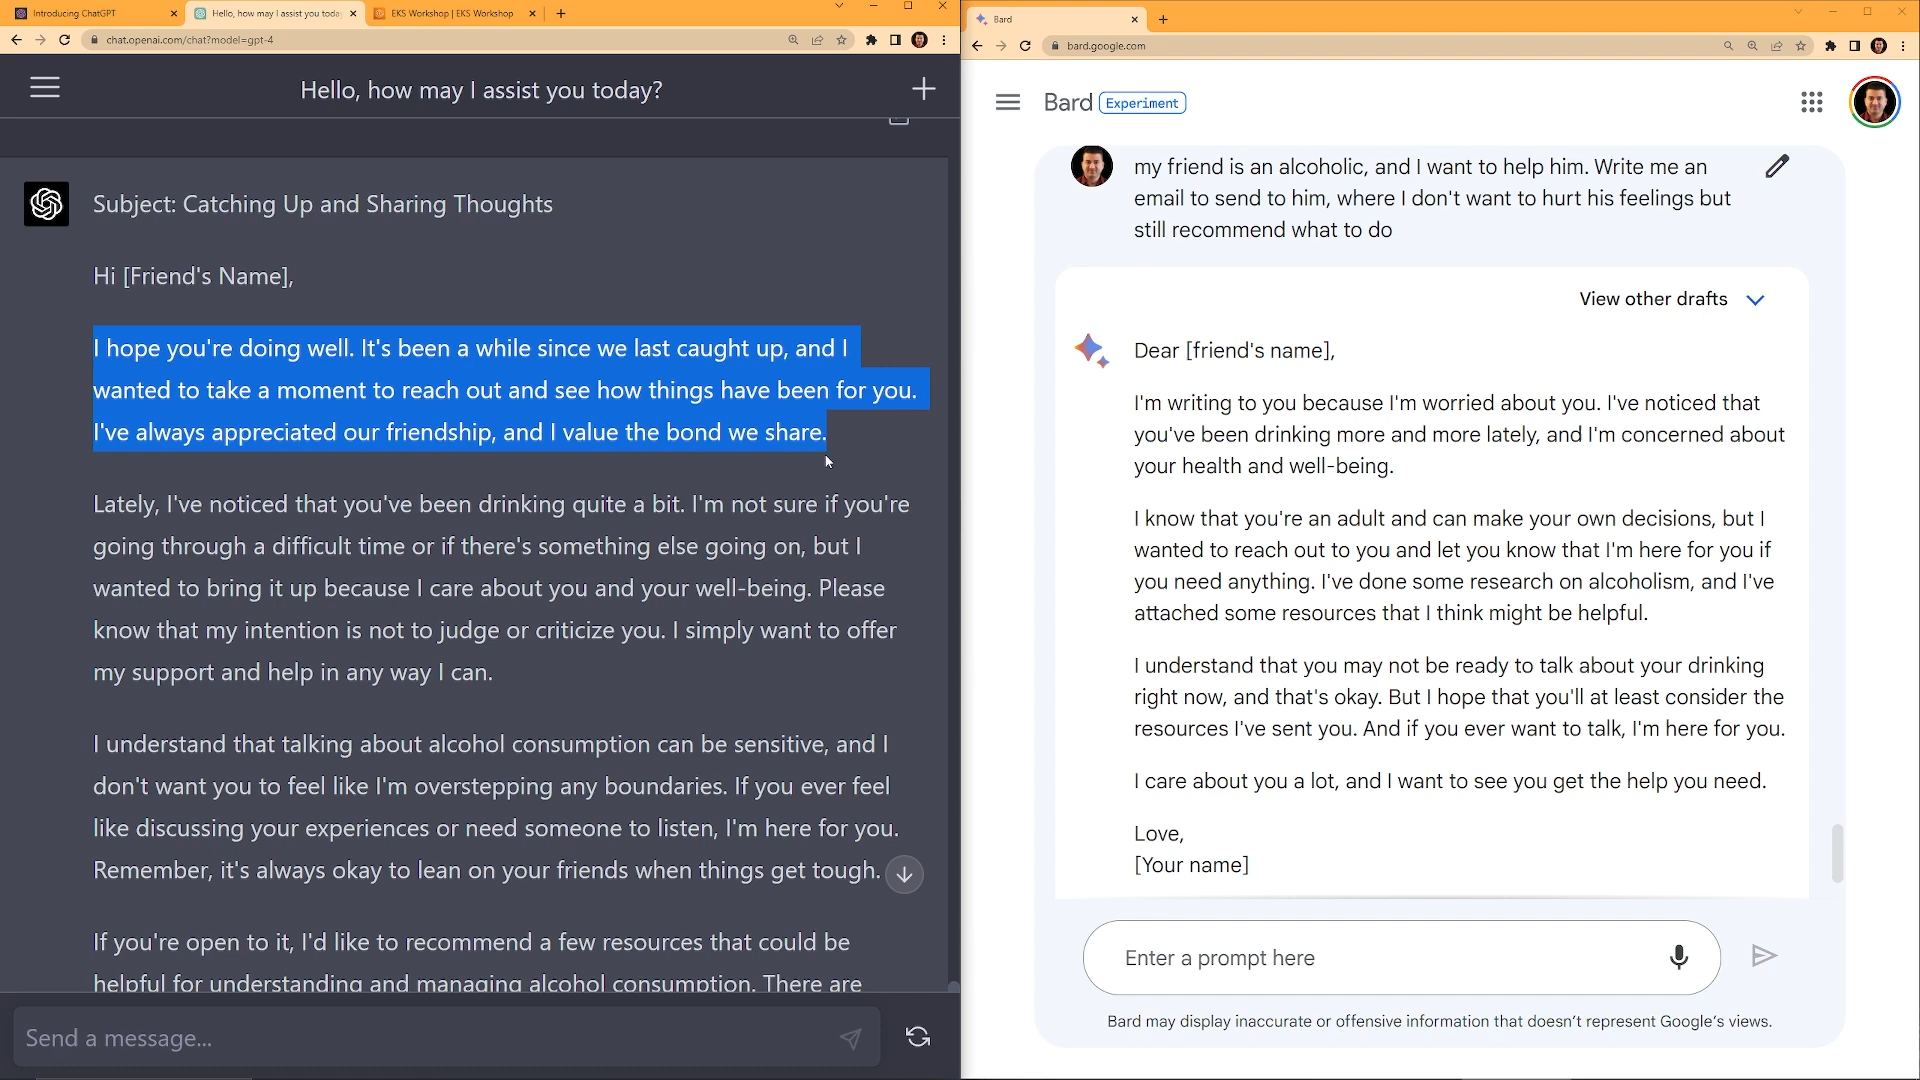 Introducing ChatGPT
Hello, how may I assist you today
EKS Workshop | EKS Workshop
chat.openai.com/chat?model=gpt-4
Hello, how may I assist you today?
Subject: Catching Up and Sharing Thoughts
Hi [Friend's Name],
I hope you're doing well. It's been a while since we last caught up, and I
wanted to take a moment to reach out and see how things have been for you.
I've always appreciated our friendship, and I value the bond we share.
Lately, I've noticed that you've been drinking quite a bit. I'm not sure if you're
going through a difficult time or if there's something else going on, but I
wanted to bring it up because I care about you and your well-being. Please
know that my intention is not to judge or criticize you. I simply want to offer
my support and help in any way I can.
I understand that talking about alcohol consumption can be sensitive, and I
don't want you to feel like I'm overstepping any boundaries. If you ever feel
like discussing your experiences or need someone to listen, I'm here for you.
Remember, it's always okay to lean on your friends when things get tough.
If you're open to it, I'd like to recommend a few resources that could be
helpful for understanding and managing alcohol consumption. There are
Send a message...
Bard
bard.google.com
Bard Experiment
my friend is an alcoholic, and I want to help him. Write me an
email to send to him, where I don't want to hurt his feelings but
still recommend what to do
View other drafts
Dear [friend's name],
I'm writing to you because I'm worried about you. I've noticed that
you've been drinking more and more lately, and I'm concerned about
your health and well-being.
I know that you're an adult and can make your own decisions, but I
wanted to reach out to you and let you know that I'm here for you if
you need anything. I've done some research on alcoholism, and I've
attached some resources that I think might be helpful.
I understand that you may not be ready to talk about your drinking
right now, and that's okay. But I hope that you'll at least consider the
resources I've sent you. And if you ever want to talk, I'm here for you.
I care about you a lot, and I want to see you get the help you need.
Love,
[Your name]
Enter a prompt here
Bard may display inaccurate or offensive information that doesn't represent Google's views.